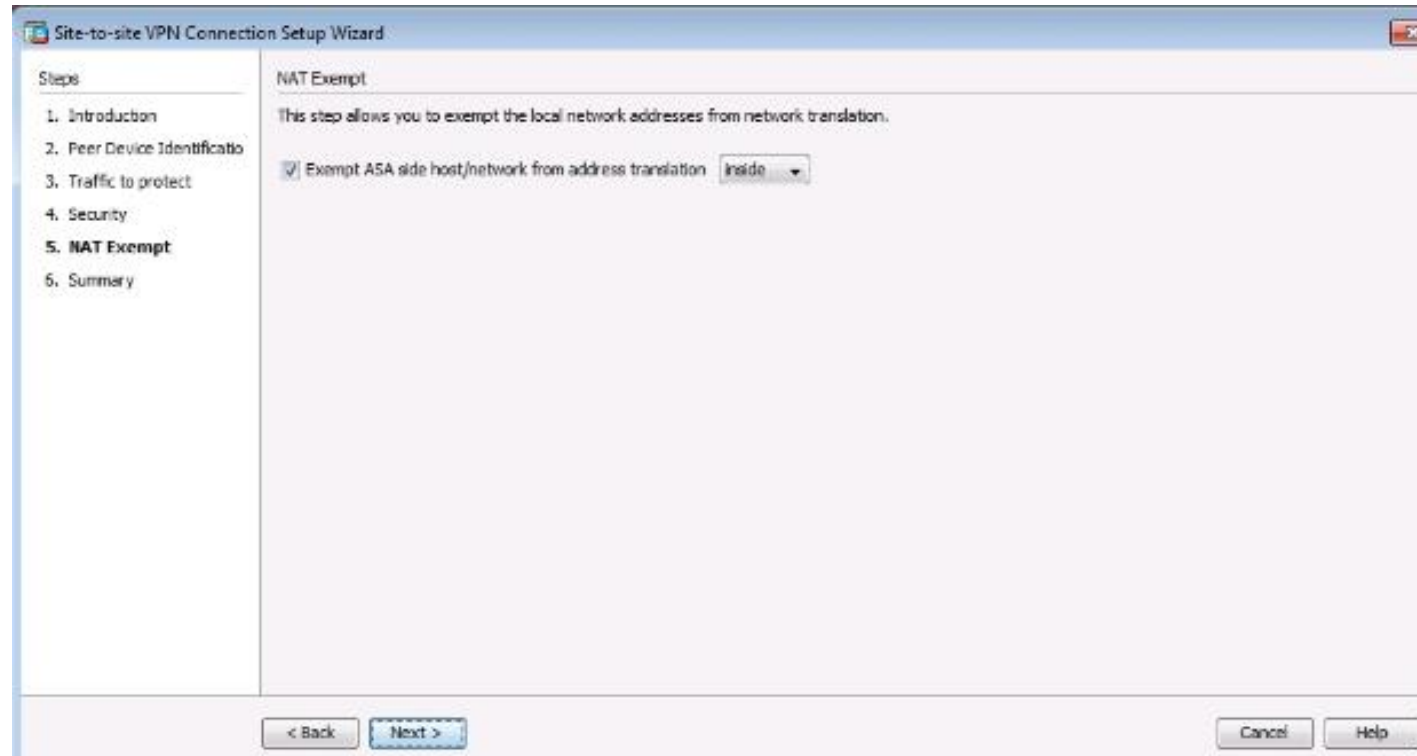 Site-to-site VPN Connection Setup Wizard
Steps
1. Introduction
2. Peer Device Identificatio
3. Traffic to protect
4. Security
5. NAT Exempt
6. Summary
NAT Exempt
This step allows you to exempt the local network addresses from network translation.
Exempt ASA side host/network from address translation inside
< Back Next > Cancel Help